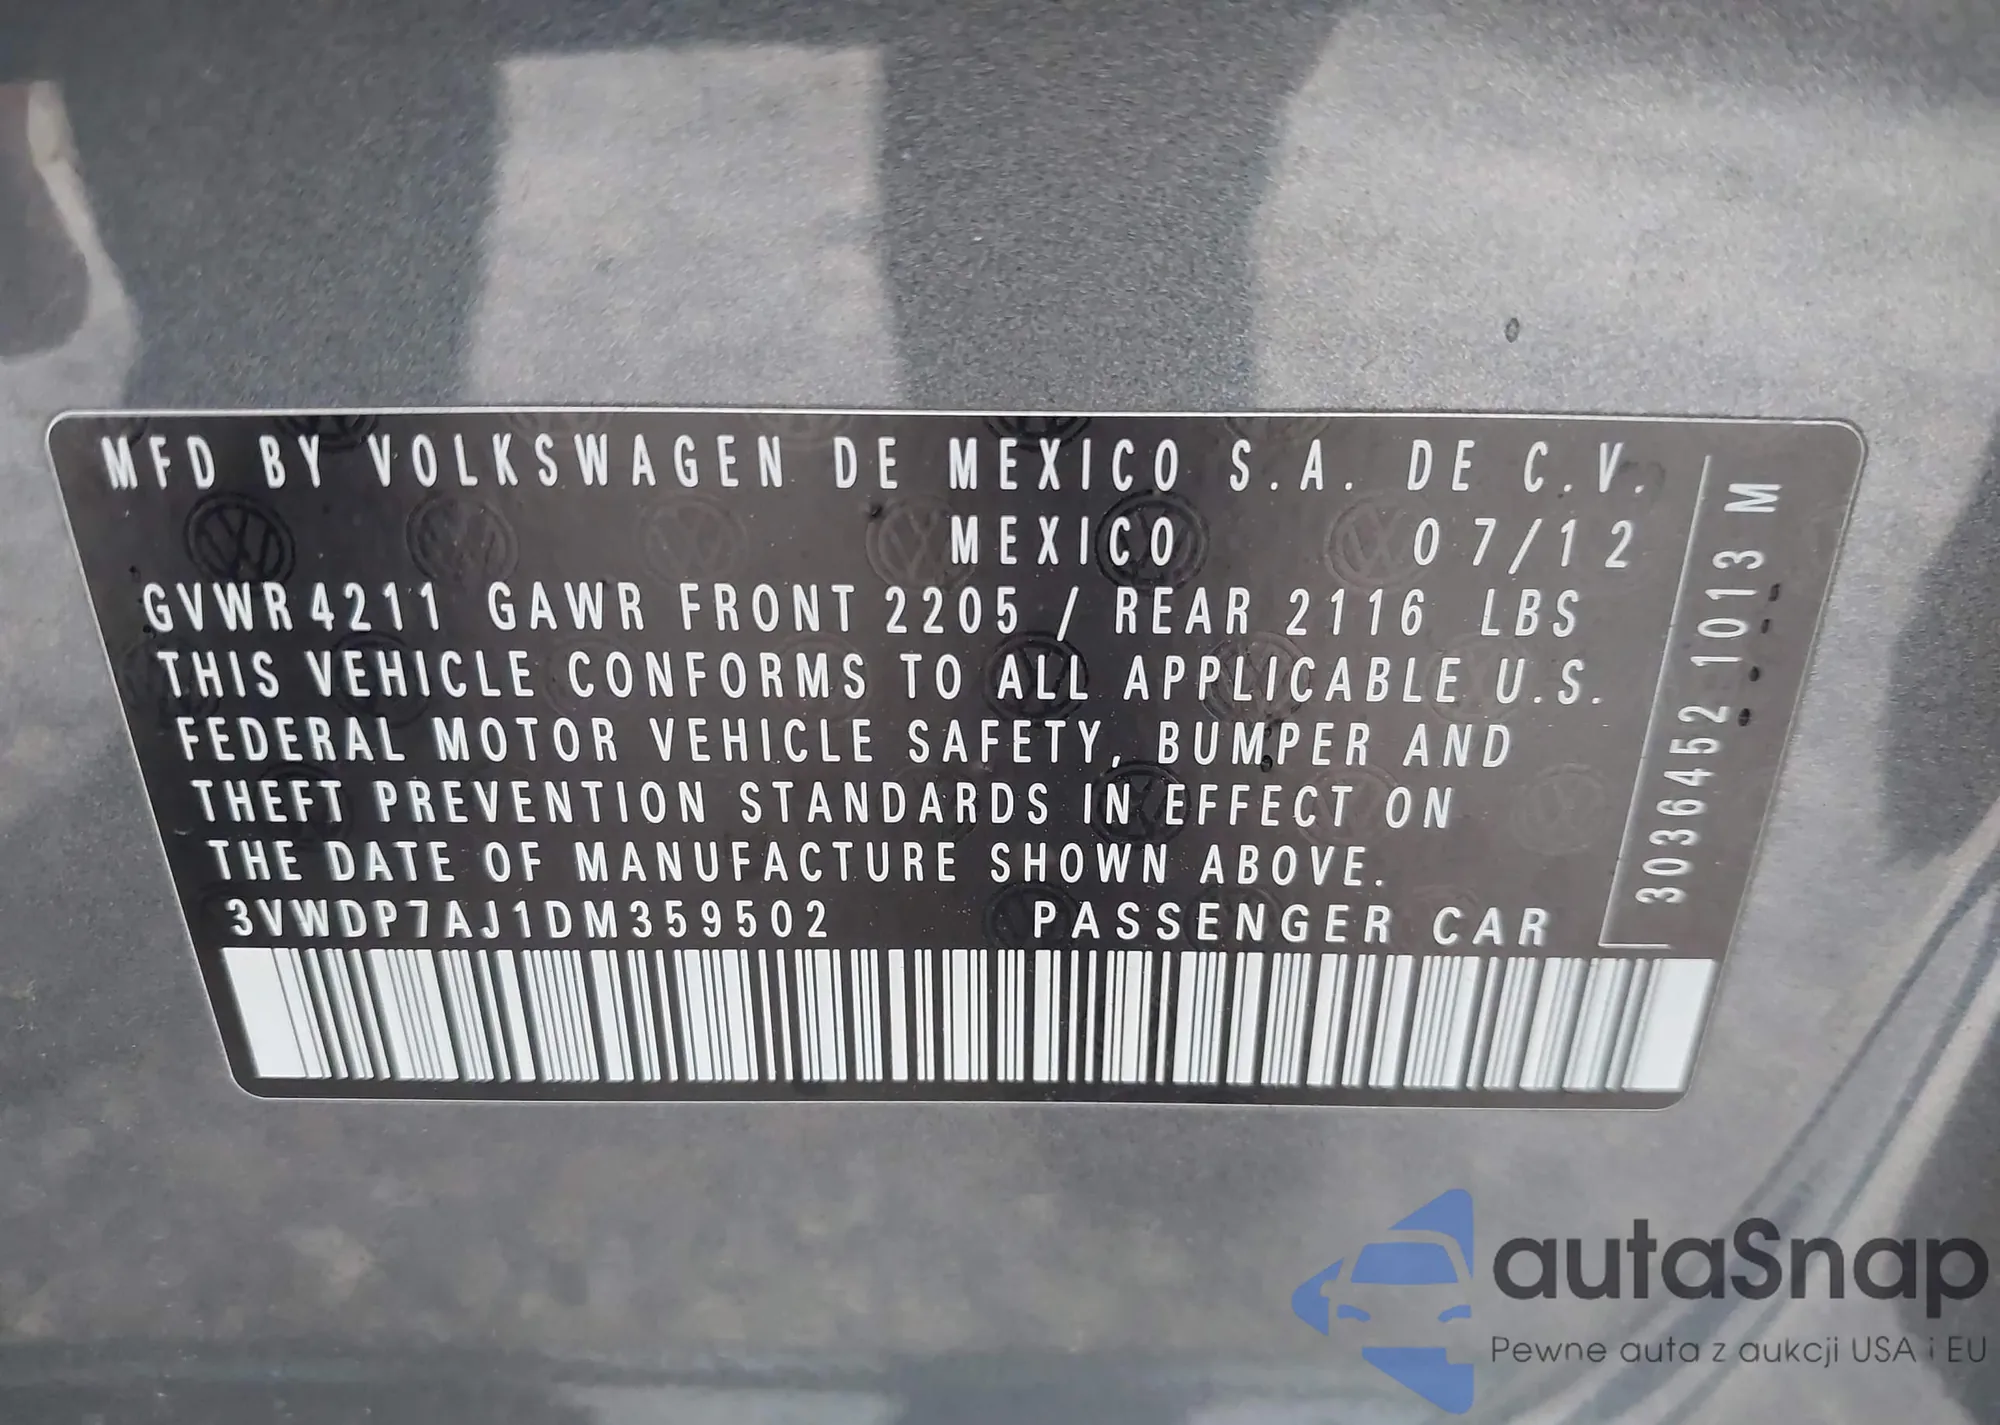 MFD BY VOLKSWAGEN DE MEXICO S.A. DE C.V.
MEXICO 07/12
GVWR 4211 GAWR FRONT 2205 / REAR 2116 LBS
THIS VEHICLE CONFORMS TO ALL APPLICABLE U.S.
FEDERAL MOTOR VEHICLE SAFETY, BUMPER AND
THEFT PREVENTION STANDARDS IN EFFECT ON
THE DATE OF MANUFACTURE SHOWN ABOVE.
3VWDP7AJ1DM359502 PASSENGER CAR
3036452 1013 M
autaSnap
Pewne auta z aukcji USA i EU